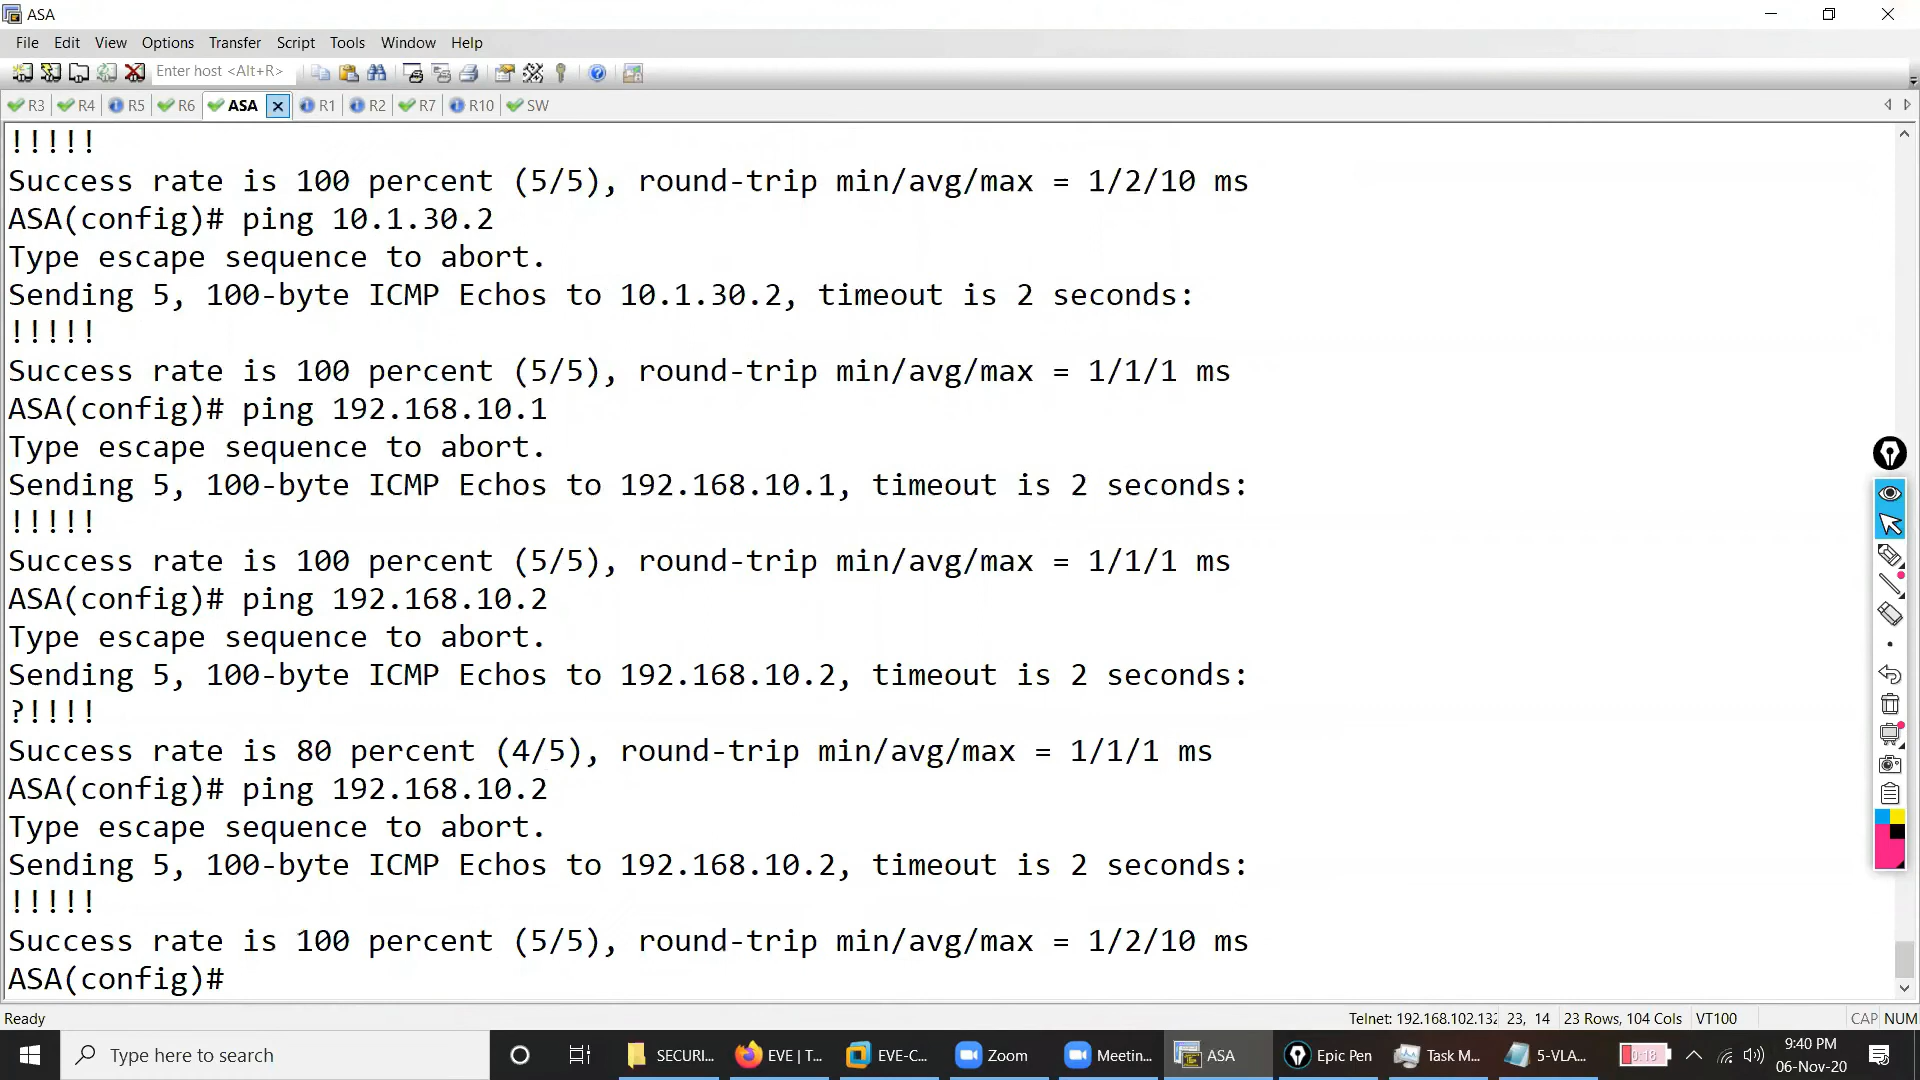 ASA
File Edit View Options Transfer Script Tools Window Help
Enter host <Alt+R>
R3 R4 R5 R6 ASA R1 R2 R7 R10 SW
!!!!!
Success rate is 100 percent (5/5), round-trip min/avg/max = 1/2/10 ms
ASA(config)# ping 10.1.30.2
Type escape sequence to abort.
Sending 5, 100-byte ICMP Echos to 10.1.30.2, timeout is 2 seconds:
!!!!!
Success rate is 100 percent (5/5), round-trip min/avg/max = 1/1/1 ms
ASA(config)# ping 192.168.10.1
Type escape sequence to abort.
Sending 5, 100-byte ICMP Echos to 192.168.10.1, timeout is 2 seconds:
!!!!!
Success rate is 100 percent (5/5), round-trip min/avg/max = 1/1/1 ms
ASA(config)# ping 192.168.10.2
Type escape sequence to abort.
Sending 5, 100-byte ICMP Echos to 192.168.10.2, timeout is 2 seconds:
?!!!!
Success rate is 80 percent (4/5), round-trip min/avg/max = 1/1/1 ms
ASA(config)# ping 192.168.10.2
Type escape sequence to abort.
Sending 5, 100-byte ICMP Echos to 192.168.10.2, timeout is 2 seconds:
!!!!!
Success rate is 100 percent (5/5), round-trip min/avg/max = 1/2/10 ms
ASA(config)#
Ready Telnet: 192.168.102.132 23, 14 23 Rows, 104 Cols VT100 CAP NUM
Type here to search SECURI... EVE | T... EVE-C... Zoom Meetin... ASA Epic Pen Task M... 5-VLA... 0:18 9:40 PM
06-Nov-20